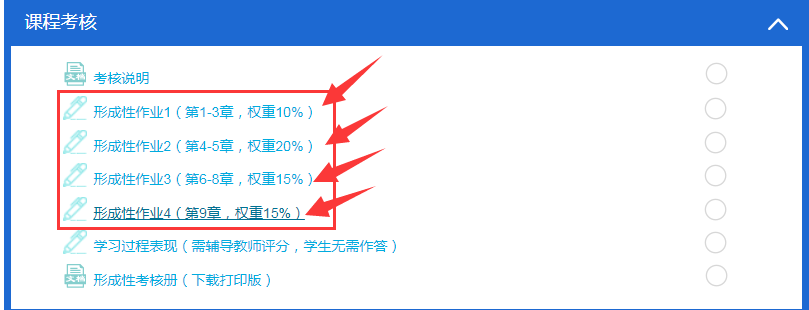 课程考核
文档 考核说明
形成性作业1（第1-3章，权重10%）
形成性作业2（第4-5章，权重20%）
形成性作业3（第6-8章，权重15%）
形成性作业4（第9章，权重15%）
学习过程表现（需辅导教师评分，学生无需作答）
文档 形成性考核册（下载打印版）